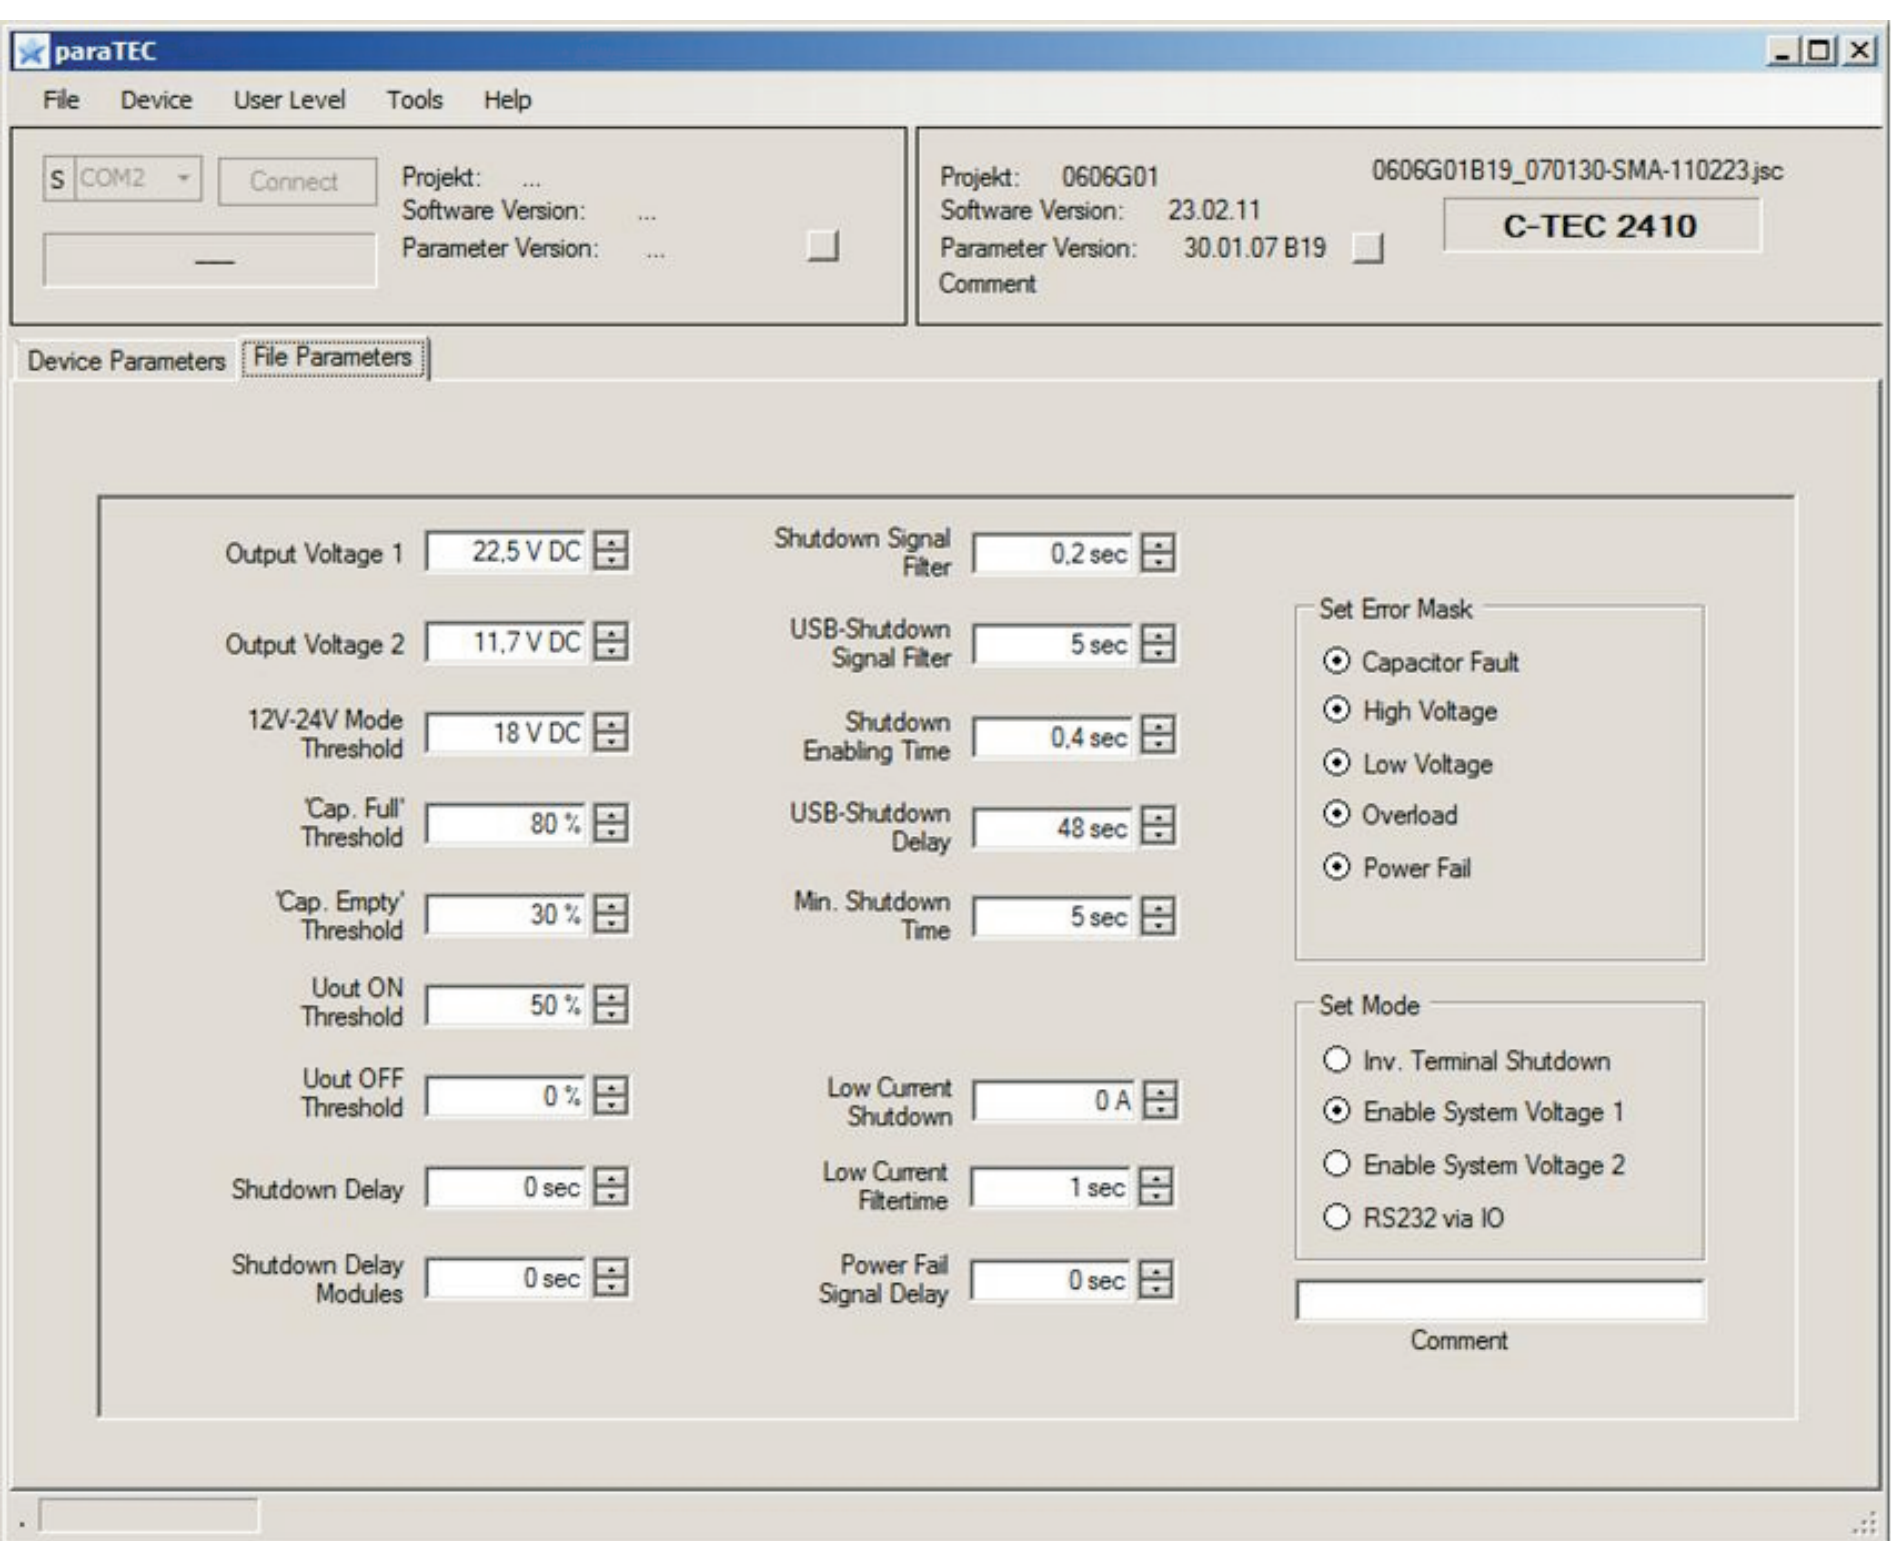 paraTEC
File Device User Level Tools Help
S COM2 Connect
Projekt: ...
Software Version: ...
Parameter Version: ...
Projekt: 0606G01 0606G01B19_070130-SMA-110223.jsc
Software Version: 23.02.11
C-TEC 2410
Parameter Version: 30.01.07 B19
Comment
Device Parameters File Parameters
Output Voltage 1 22,5 V DC
Output Voltage 2 11,7 V DC
12V-24V Mode
Threshold 18 V DC
'Cap. Full'
Threshold 80 %
'Cap. Empty'
Threshold 30 %
Uout ON
Threshold 50 %
Uout OFF
Threshold 0 %
Shutdown Delay 0 sec
Shutdown Delay
Modules 0 sec
Shutdown Signal
Filter 0,2 sec
USB-Shutdown
Signal Filter 5 sec
Shutdown
Enabling Time 0,4 sec
USB-Shutdown
Delay 48 sec
Min. Shutdown
Time 5 sec
Low Current
Shutdown 0 A
Low Current
Filtertime 1 sec
Power Fail
Signal Delay 0 sec
Set Error Mask
Capacitor Fault
High Voltage
Low Voltage
Overload
Power Fail
Set Mode
Inv. Terminal Shutdown
Enable System Voltage 1
Enable System Voltage 2
RS232 via IO
Comment